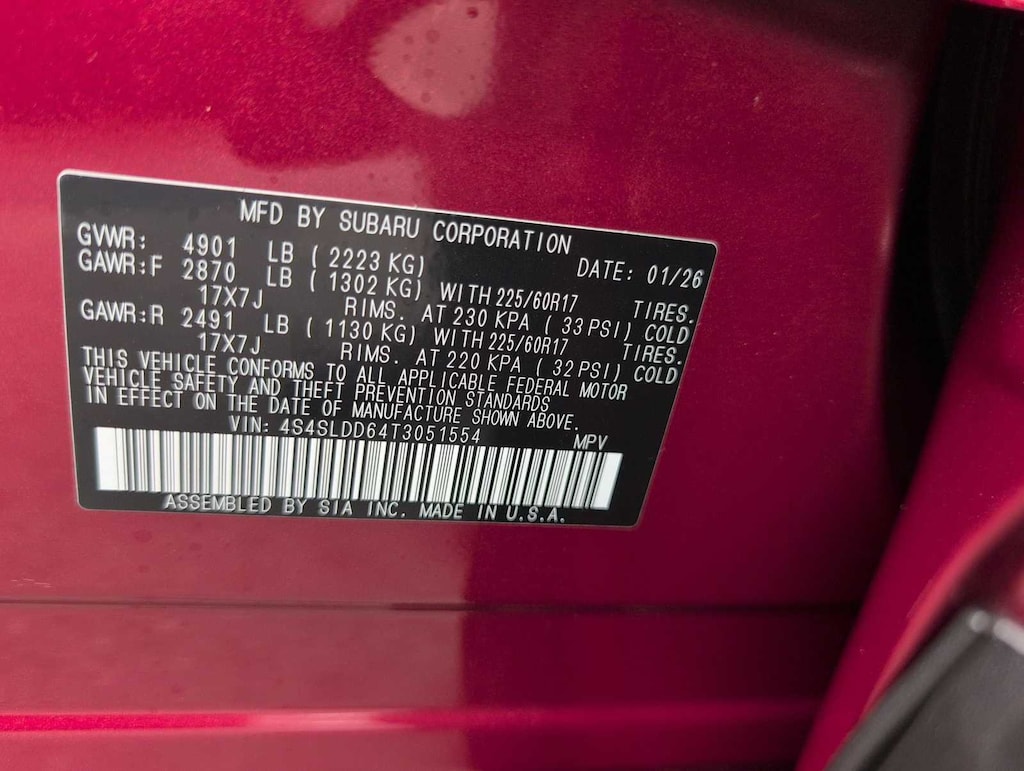 MFD BY SUBARU CORPORATION
GVWR: 4901 LB ( 2223 KG) DATE: 01/26
GAWR:F 2870 LB ( 1302 KG) WITH 225/60R17 TIRES.
17X7J RIMS. AT 230 KPA ( 33 PSI) COLD
GAWR:R 2491 LB ( 1130 KG) WITH 225/60R17 TIRES.
17X7J RIMS. AT 220 KPA ( 32 PSI) COLD
THIS VEHICLE CONFORMS TO ALL APPLICABLE FEDERAL MOTOR
VEHICLE SAFETY AND THEFT PREVENTION STANDARDS
IN EFFECT ON THE DATE OF MANUFACTURE SHOWN ABOVE.
VIN: 4S4SLDD64T3051554 MPV
ASSEMBLED BY SIA INC. MADE IN U.S.A.